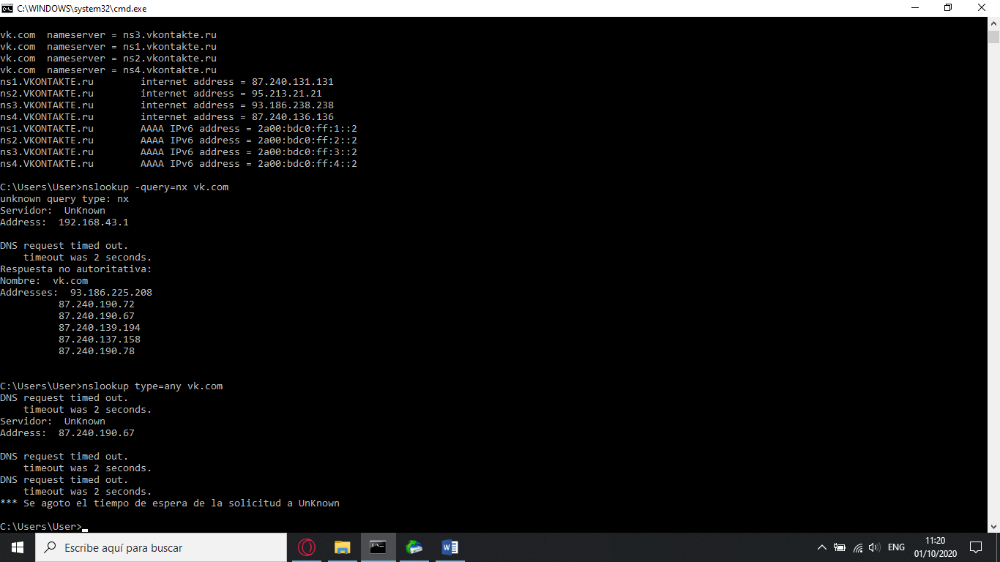 C:\WINDOWS\system32\cmd.exe
vk.com  nameserver = ns3.vkontakte.ru
vk.com  nameserver = ns1.vkontakte.ru
vk.com  nameserver = ns2.vkontakte.ru
vk.com  nameserver = ns4.vkontakte.ru
ns1.VKONTAKTE.ru        internet address = 87.240.131.131
ns2.VKONTAKTE.ru        internet address = 95.213.21.21
ns3.VKONTAKTE.ru        internet address = 93.186.238.238
ns4.VKONTAKTE.ru        internet address = 87.240.136.136
ns1.VKONTAKTE.ru        AAAA IPv6 address = 2a00:bdc0:ff:1::2
ns2.VKONTAKTE.ru        AAAA IPv6 address = 2a00:bdc0:ff:2::2
ns3.VKONTAKTE.ru        AAAA IPv6 address = 2a00:bdc0:ff:3::2
ns4.VKONTAKTE.ru        AAAA IPv6 address = 2a00:bdc0:ff:4::2
C:\Users\User>nslookup -query=nx vk.com
unknown query type: nx
Servidor:  UnKnown
Address:  192.168.43.1
DNS request timed out.
    timeout was 2 seconds.
Respuesta no autoritativa:
Nombre:  vk.com
Addresses:  93.186.225.208
          87.240.190.72
          87.240.190.67
          87.240.139.194
          87.240.137.158
          87.240.190.78
C:\Users\User>nslookup type=any vk.com
DNS request timed out.
    timeout was 2 seconds.
Servidor:  UnKnown
Address:  87.240.190.67
DNS request timed out.
    timeout was 2 seconds.
DNS request timed out.
    timeout was 2 seconds.
*** Se agoto el tiempo de espera de la solicitud a UnKnown
C:\Users\User>
Escribe aquí para buscar
ENG
11:20
01/10/2020